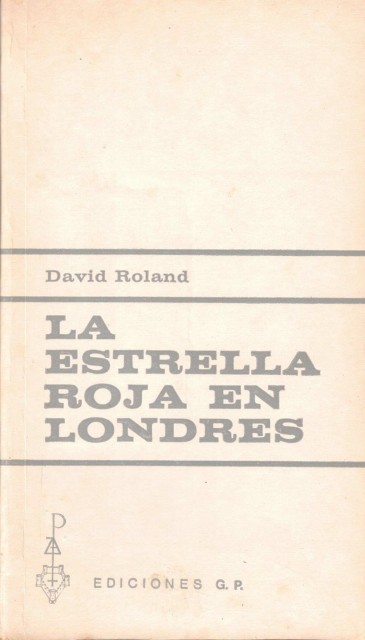 David Roland
LA
ESTRELLA
ROJA EN
LONDRES
EDICIONES G.P.